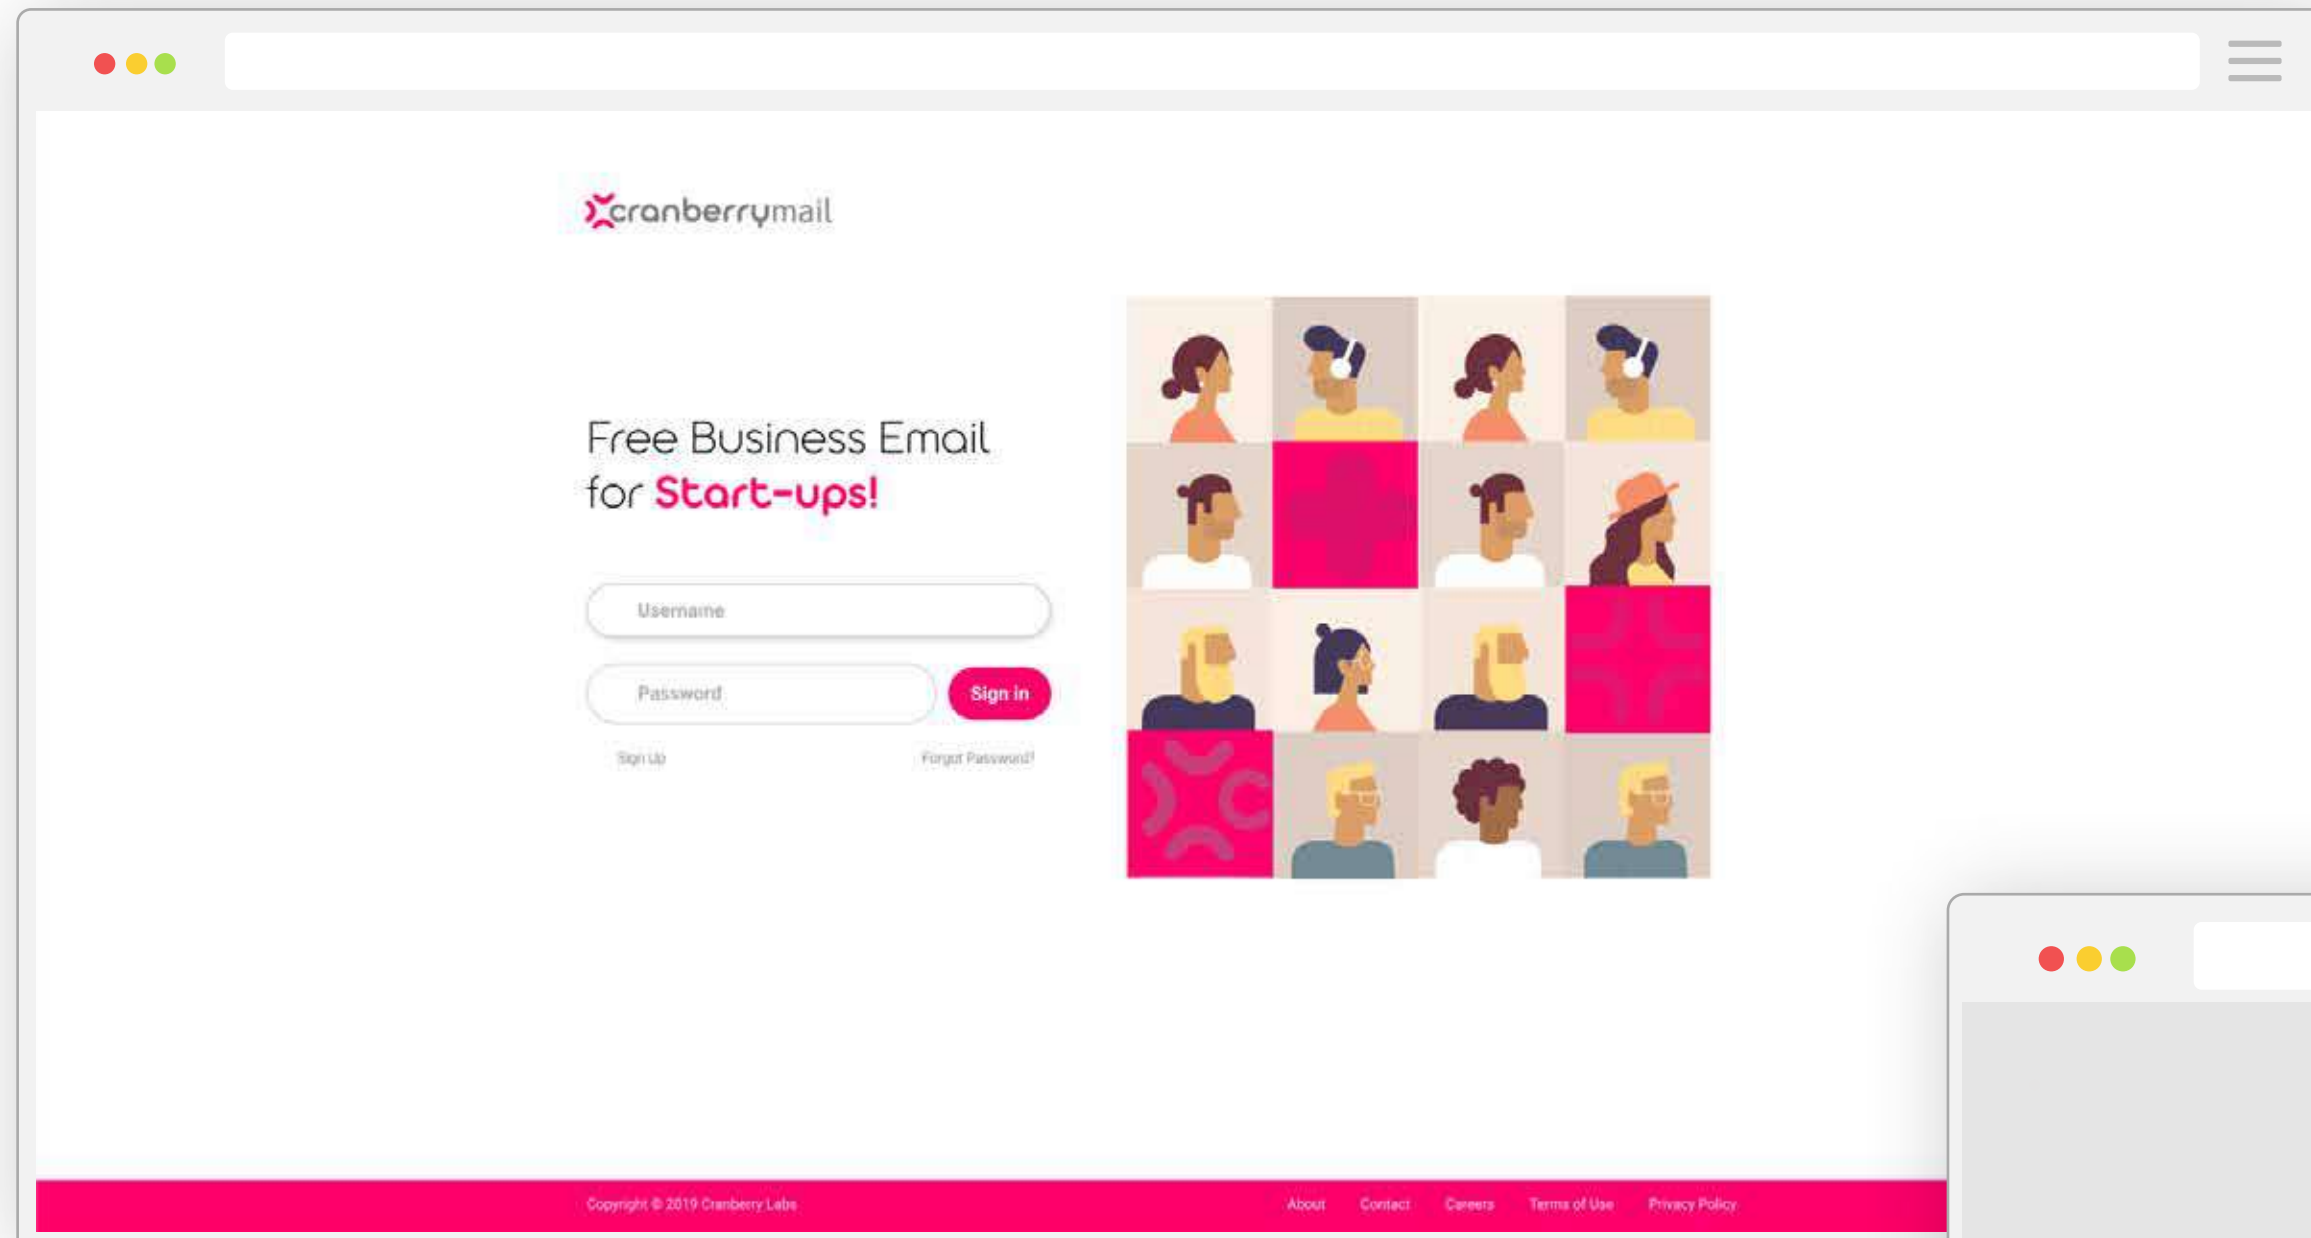 cranberrymail
Free Business Email
for Start-ups!
Username
Password
Sign in
Sign Up
Forgot Password?
Copyright © 2019 Cranberry Labs
About
Contact
Careers
Terms of Use
Privacy Policy